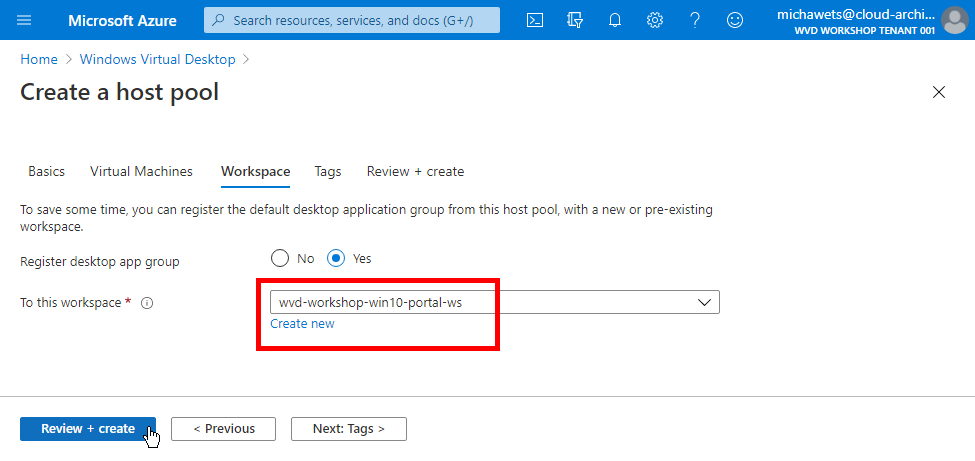 Microsoft Azure
Search resources, services, and docs (G+/)
michawets@cloud-archi...
WVD WORKSHOP TENANT 001
Home > Windows Virtual Desktop >
Create a host pool
Basics Virtual Machines Workspace Tags Review + create
To save some time, you can register the default desktop application group from this host pool, with a new or pre-existing
workspace.
Register desktop app group No Yes
To this workspace * wvd-workshop-win10-portal-ws
Create new
Review + create < Previous Next: Tags >